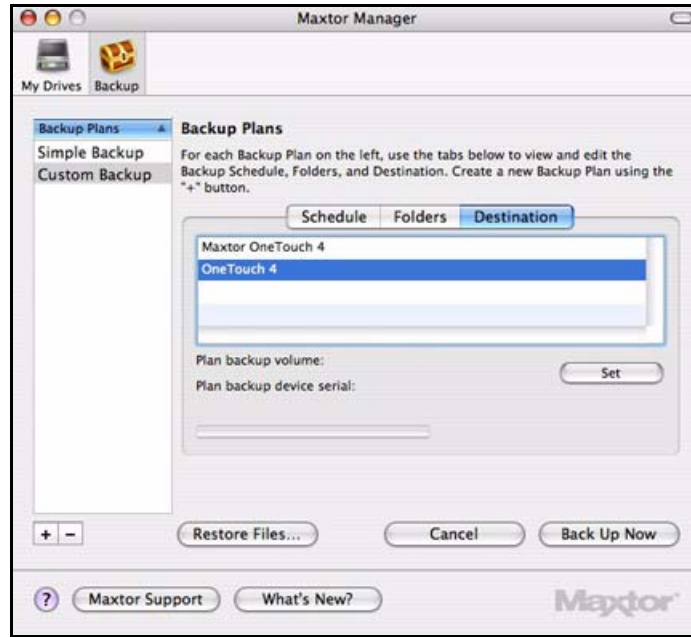 Maxtor Manager
My Drives
Backup
Backup Plans
Simple Backup
Custom Backup
Backup Plans
For each Backup Plan on the left, use the tabs below to view and edit the
Backup Schedule, Folders, and Destination. Create a new Backup Plan using the
"+" button.
Schedule
Folders
Destination
Maxtor OneTouch 4
OneTouch 4
Plan backup volume:
Set
Plan backup device serial:
+ −
Restore Files...
Cancel
Back Up Now
?
Maxtor Support
What's New?
Maxtor